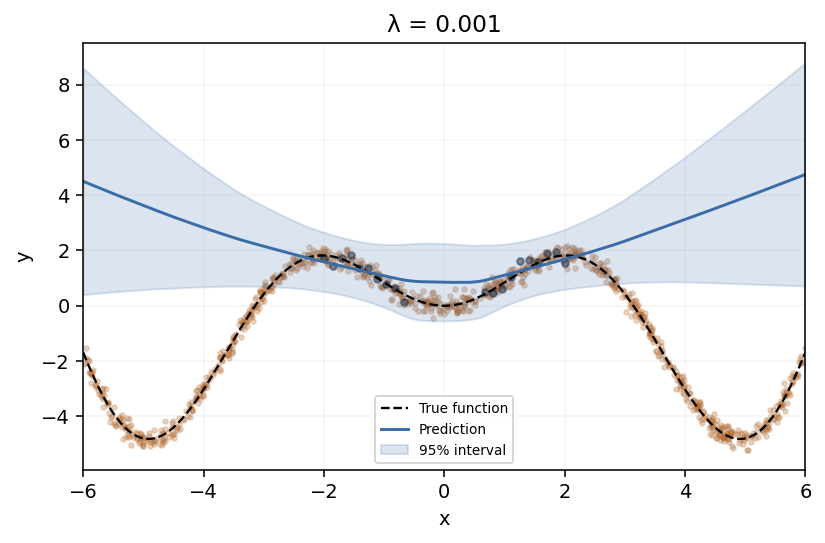 λ = 0.001
8
6
4
2
0
−2
−4
y
−6
−4
−2
0
2
4
6
x
True function
Prediction
95% interval